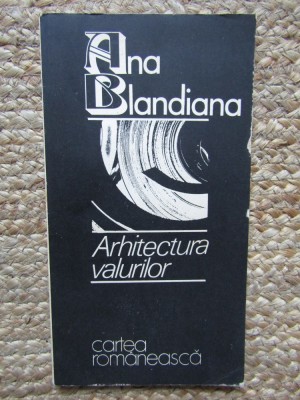 Ana
Blandiana
Arhitectura
valurilor
cartea
românească